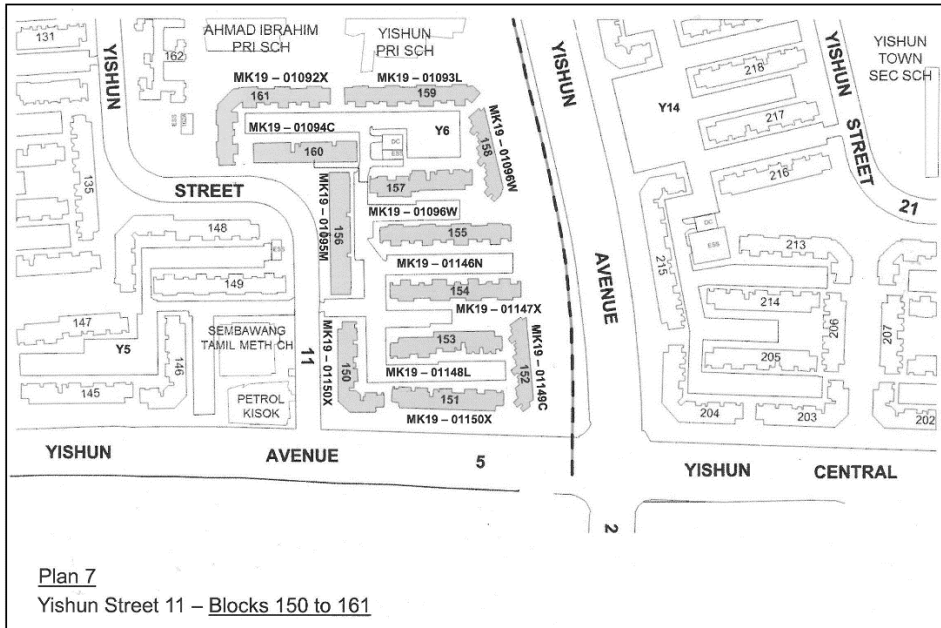 131
YISHUN
162
AHMAD IBRAHIM
PRI SCH
YISHUN
PRI SCH
YISHUN
218
YISHUN
YISHUN
TOWN
SEC SCH
MK19 – 01092X
MK19 – 01093L
161
159
Y14
217
MK19 – 01094C
Y6
158
MK19 – 01096W
160
DC
ESS
135
STREET
157
216
STREET
21
MK19 – 01096W
MK19 – 01095M
156
148
155
ESS
DC
ESS
213
215
MK19 – 01146N
149
154
AVENUE
214
MK19 – 01147X
206
207
147
SEMBAWANG
TAMIL METH CH
Y5
146
11
MK19 – 01150X
150
153
152
MK19 – 01149C
205
MK19 – 01148L
145
PETROL
KISOK
151
204
203
202
MK19 – 01150X
YISHUN
AVENUE
5
YISHUN
CENTRAL
2
Plan 7
Yishun Street 11 – Blocks 150 to 161